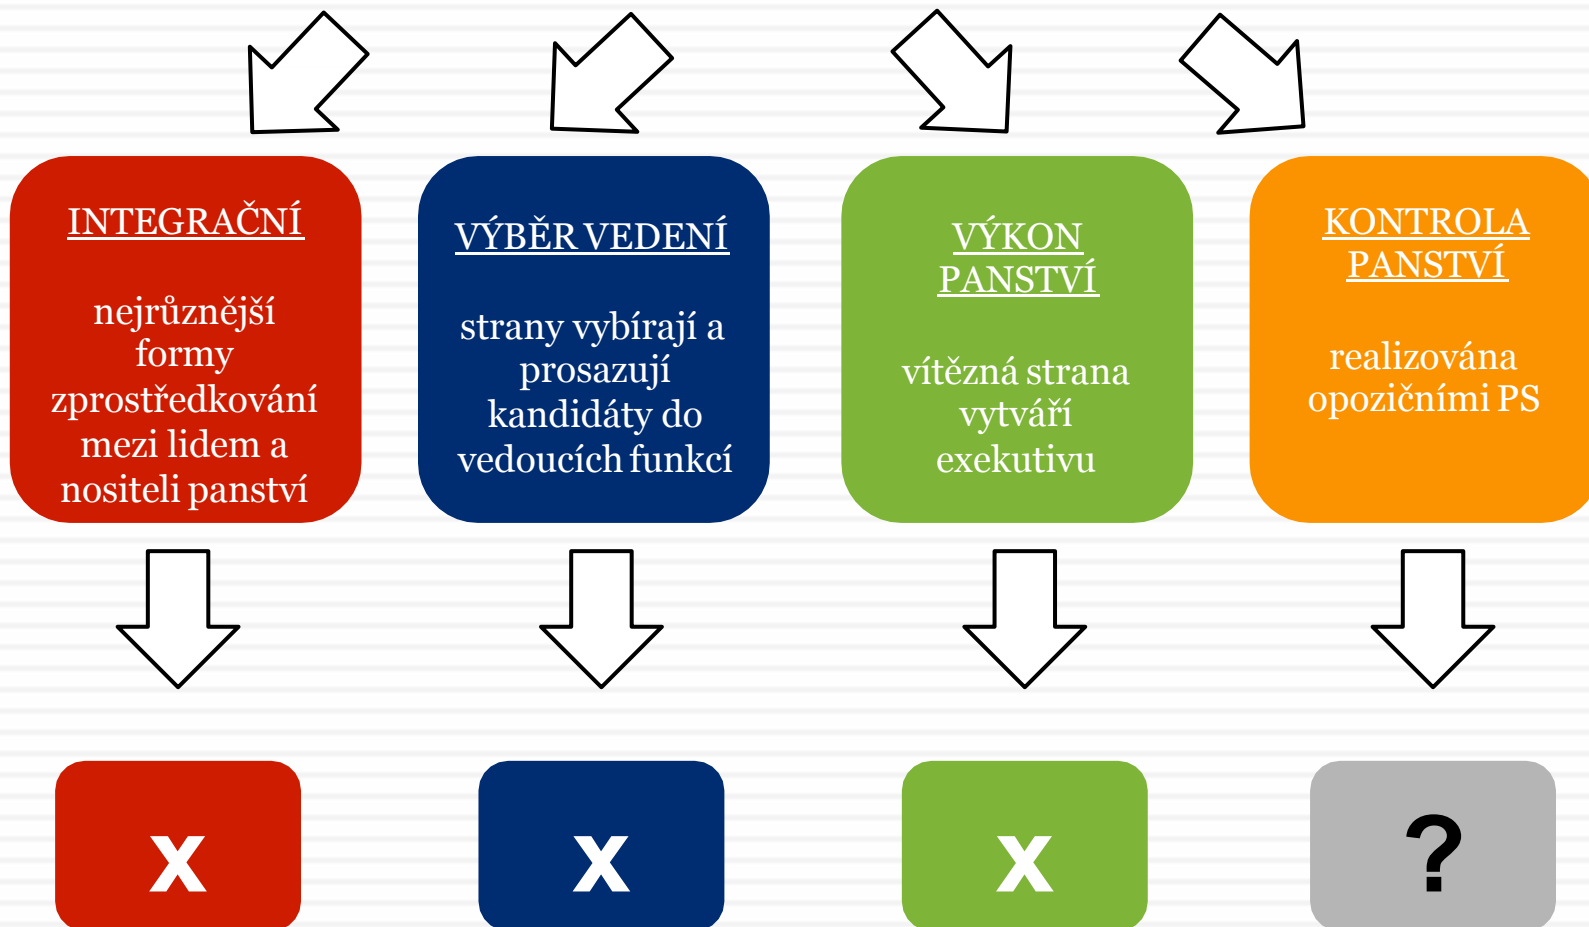 INTEGRAČNÍ
nejrůznější
formy
zprostředkování
mezi lidem a
nositeli panství
VÝBĚR VEDENÍ
strany vybírají a
prosazují
kandidáty do
vedoucích funkcí
VÝKON
PANSTVÍ
vítězná strana
vytváří
exekutivu
KONTROLA
PANSTVÍ
realizována
opozičními PS
x
x
x
?